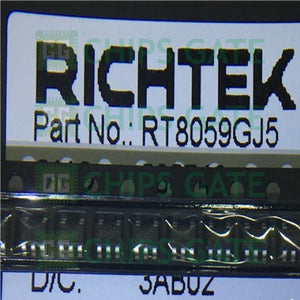 CHIPS GATE
RICHTEK
Part No.: RT8059GJ5
CHIPS GATE
D/C. 3AB02